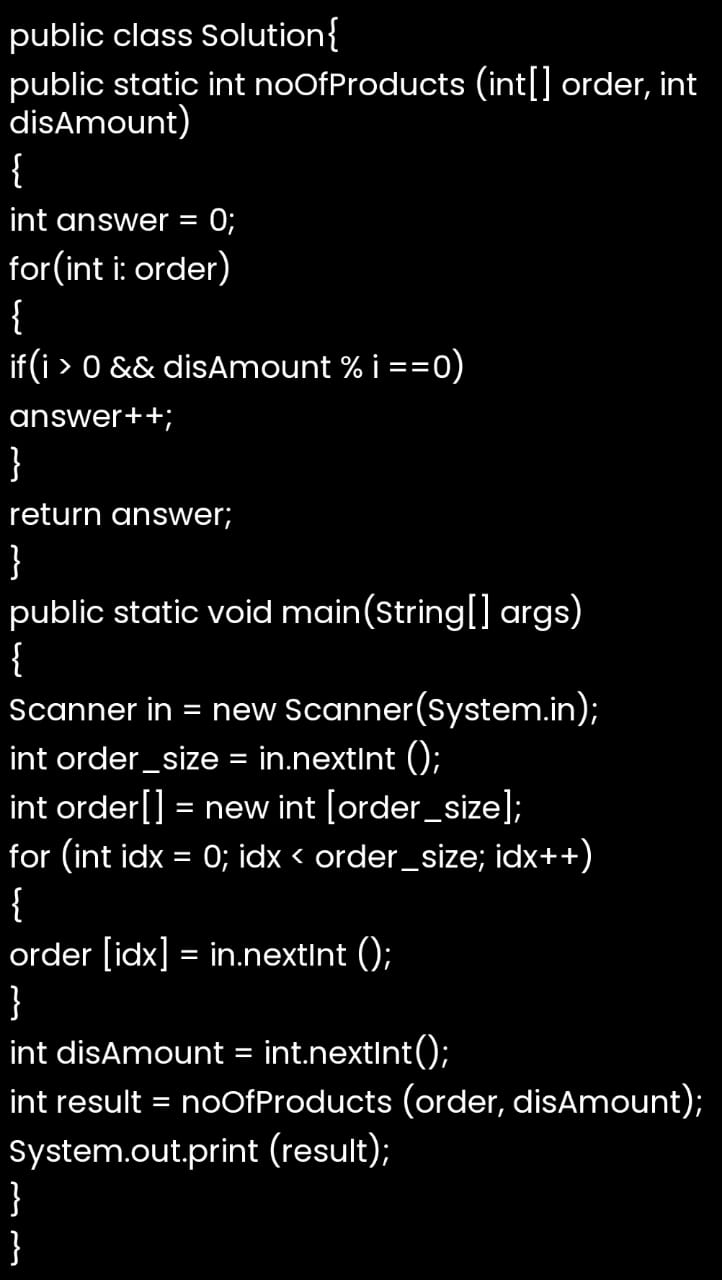 public class Solution{
public static int noOfProducts (int[] order, int
disAmount)
{
int answer = 0;
for(int i: order)
{
if(i > 0 && disAmount % i ==0)
answer++;
}
return answer;
}
public static void main(String[] args)
{
Scanner in = new Scanner(System.in);
int order_size = in.nextInt ();
int order[] = new int [order_size];
for (int idx = 0; idx < order_size; idx++)
{
order [idx] = in.nextInt ();
}
int disAmount = int.nextInt();
int result = noOfProducts (order, disAmount);
System.out.print (result);
}
}